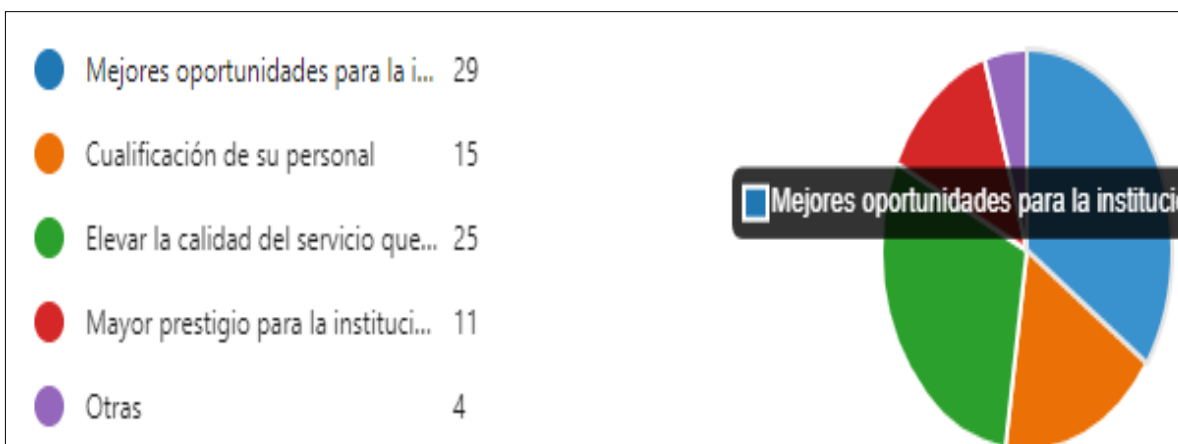 Mejores oportunidades para la i... 29
Cualificación de su personal 15
Elevar la calidad del servicio que... 25
Mayor prestigio para la instituci... 11
Otras 4
Mejores oportunidades para la instituci